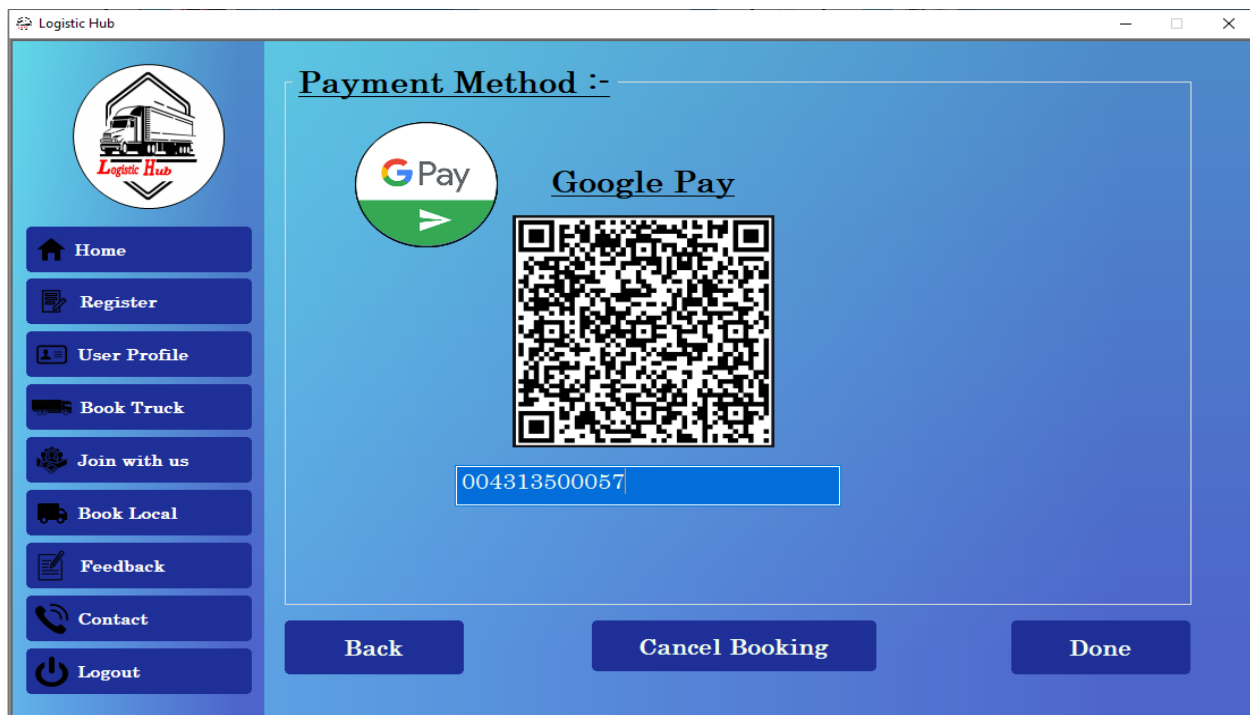 Logistic Hub
Logistic Hub
Home
Register
User Profile
Book Truck
Join with us
Book Local
Feedback
Contact
Logout
Payment Method :-
G Pay
Google Pay
004313500057
Back
Cancel Booking
Done